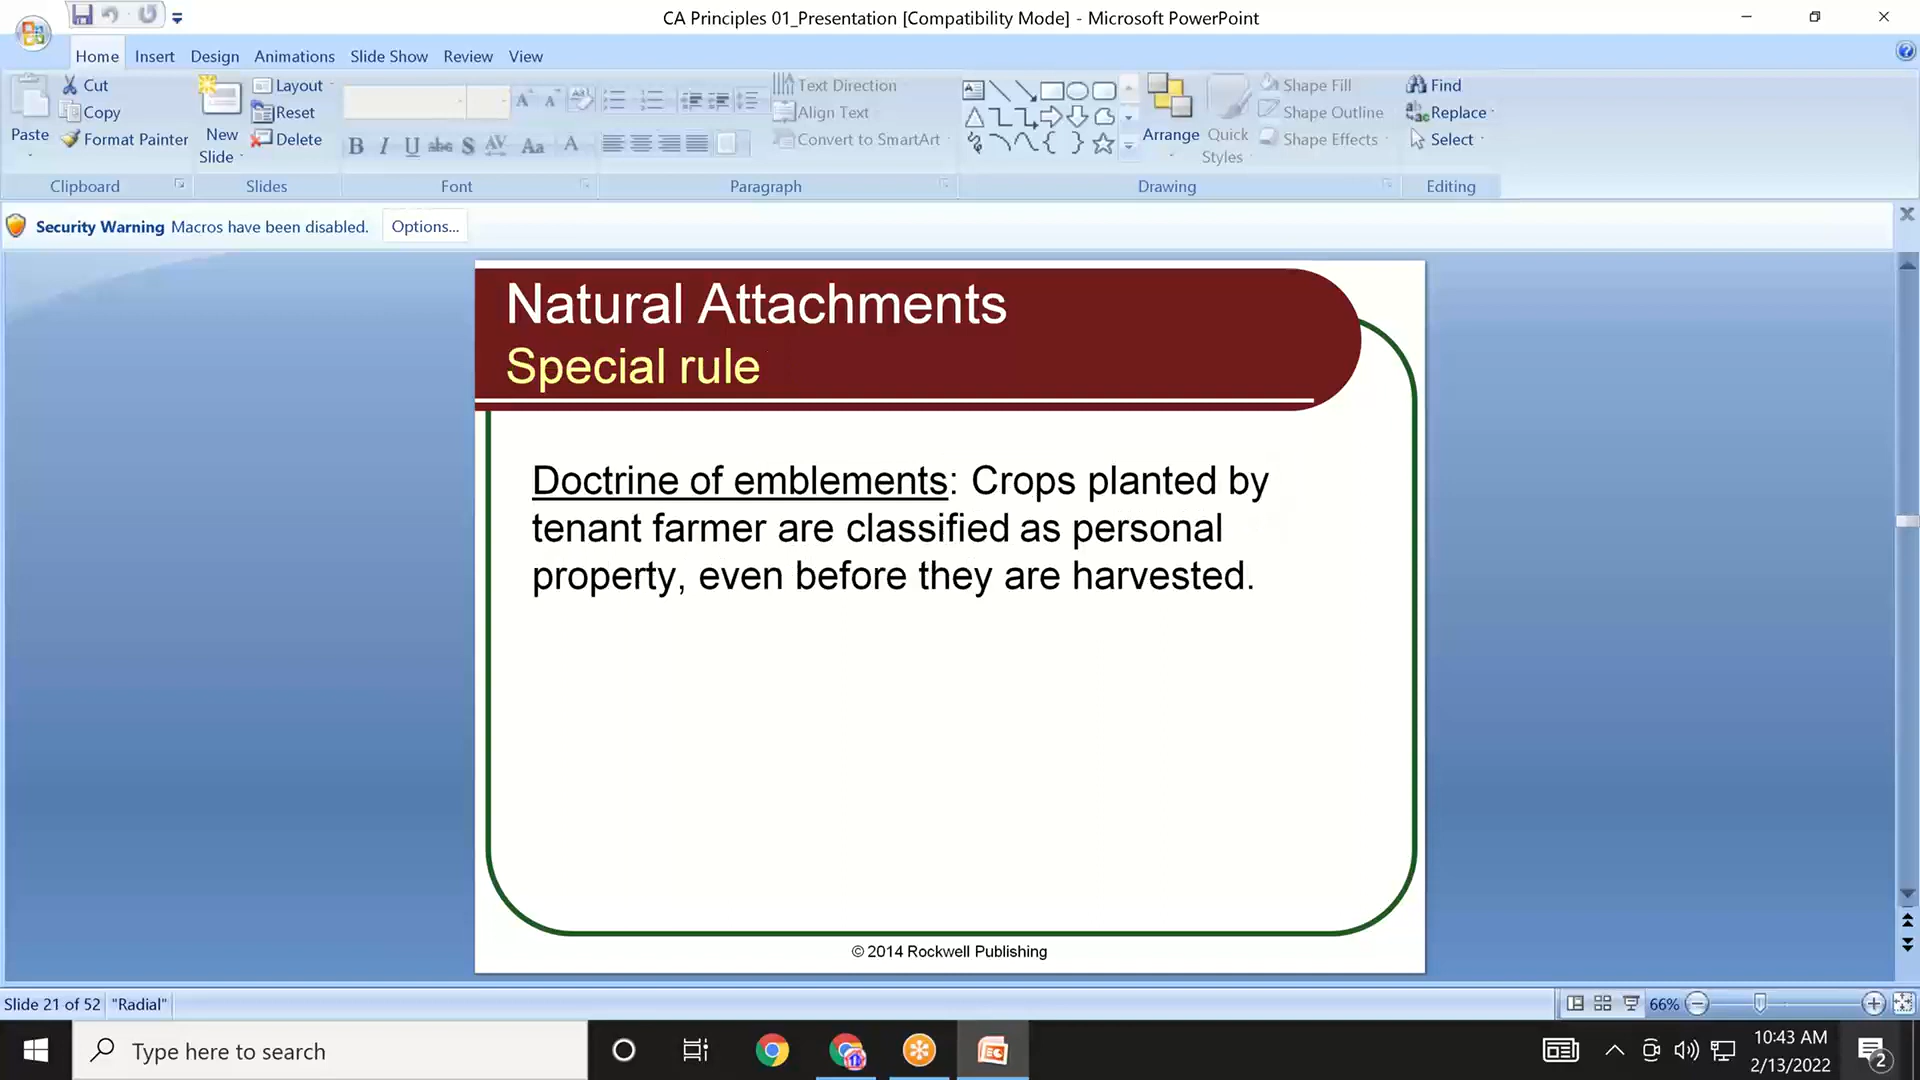 CA Principles 01_Presentation [Compatibility Mode] - Microsoft PowerPoint
Home Insert Design Animations Slide Show Review View
Paste
Cut
Copy
Format Painter
Clipboard
New
Slide
Layout
Reset
Delete
Slides
B I U abc S AV Aa A
Font
Text Direction
Align Text
Convert to SmartArt
Paragraph
Arrange
Quick
Styles
Shape Fill
Shape Outline
Shape Effects
Drawing
Find
Replace
Select
Editing
Security Warning Macros have been disabled. Options...
Natural Attachments
Special rule
Doctrine of emblements: Crops planted by
tenant farmer are classified as personal
property, even before they are harvested.
© 2014 Rockwell Publishing
Slide 21 of 52 "Radial" 66%
Type here to search
10:43 AM
2/13/2022
2